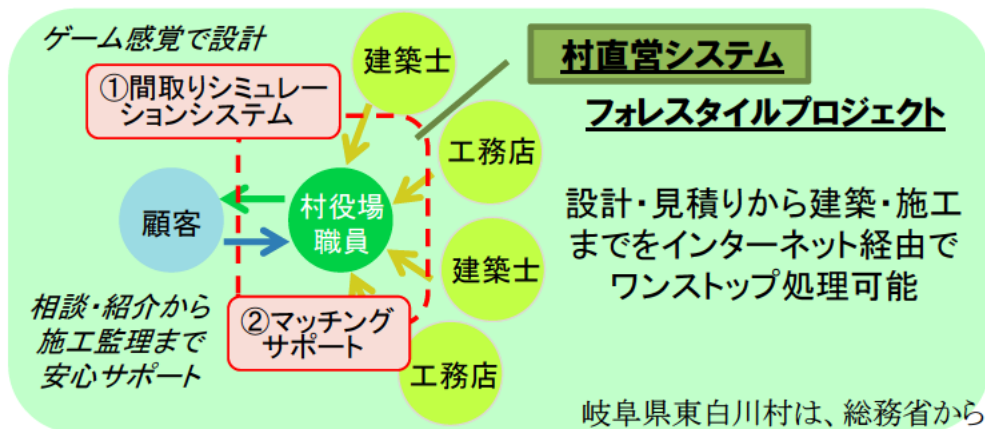 ゲーム感覚で設計
①間取りシミュレー
ションシステム
建築士
村直営システム
フォレスタイルプロジェクト
工務店
顧客
村役場
職員
設計・見積りから建築・施工
までをインターネット経由で
ワンストップ処理可能
建築士
相談・紹介から
施工監理まで
安心サポート
②マッチング
サポート
工務店
岐阜県東白川村は、総務省から